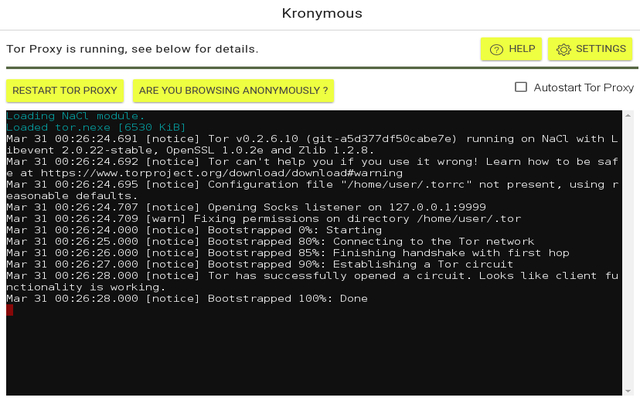 Kronymous
Tor Proxy is running, see below for details.
HELP
SETTINGS
RESTART TOR PROXY
ARE YOU BROWSING ANONYMOUSLY ?
Autostart Tor Proxy
Loading NaCl module.
Loaded tor.nexe [6530 KiB]
Mar 31 00:26:24.691 [notice] Tor v0.2.6.10 (git-a5d377df50cabe7e) running on NaCl with L
ibevent 2.0.22-stable, OpenSSL 1.0.2e and Zlib 1.2.8.
Mar 31 00:26:24.692 [notice] Tor can't help you if you use it wrong! Learn how to be saf
e at https://www.torproject.org/download/download#warning
Mar 31 00:26:24.695 [notice] Configuration file "/home/user/.torrc" not present, using r
easonable defaults.
Mar 31 00:26:24.707 [notice] Opening Socks listener on 127.0.0.1:9999
Mar 31 00:26:24.709 [warn] Fixing permissions on directory /home/user/.tor
Mar 31 00:26:24.000 [notice] Bootstrapped 0%: Starting
Mar 31 00:26:25.000 [notice] Bootstrapped 80%: Connecting to the Tor network
Mar 31 00:26:26.000 [notice] Bootstrapped 85%: Finishing handshake with first hop
Mar 31 00:26:27.000 [notice] Bootstrapped 90%: Establishing a Tor circuit
Mar 31 00:26:28.000 [notice] Tor has successfully opened a circuit. Looks like client fu
nctionality is working.
Mar 31 00:26:28.000 [notice] Bootstrapped 100%: Done